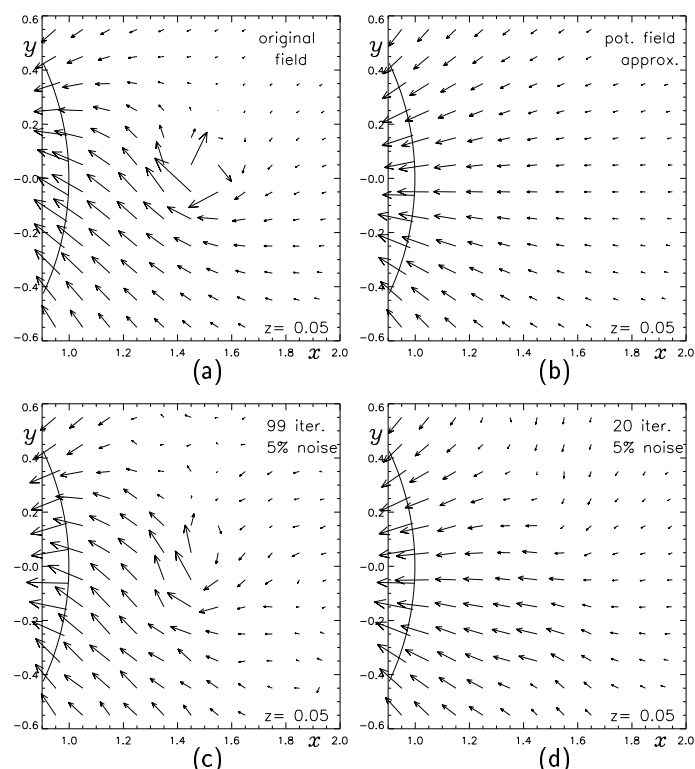 0.6
y
original
field
0.4
0.2
-0.0
-0.2
-0.4
-0.6
z= 0.05
1.0 1.2 1.4 1.6 1.8 2.0
x
(a)
0.6
y
pot. field
approx.
0.4
0.2
-0.0
-0.2
-0.4
-0.6
z= 0.05
1.0 1.2 1.4 1.6 1.8 2.0
x
(b)
0.6
y
99 iter.
5% noise
0.4
0.2
-0.0
-0.2
-0.4
-0.6
z= 0.05
1.0 1.2 1.4 1.6 1.8 2.0
x
(c)
0.6
y
20 iter.
5% noise
0.4
0.2
-0.0
-0.2
-0.4
-0.6
z= 0.05
1.0 1.2 1.4 1.6 1.8 2.0
x
(d)